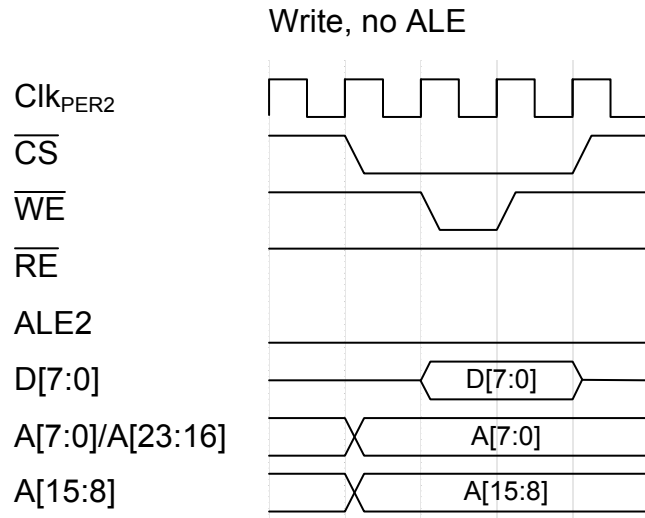 Write, no ALE
ClkPER2
CS
WE
RE
ALE2
D[7:0] D[7:0]
A[7:0]/A[23:16] A[7:0]
A[15:8] A[15:8]